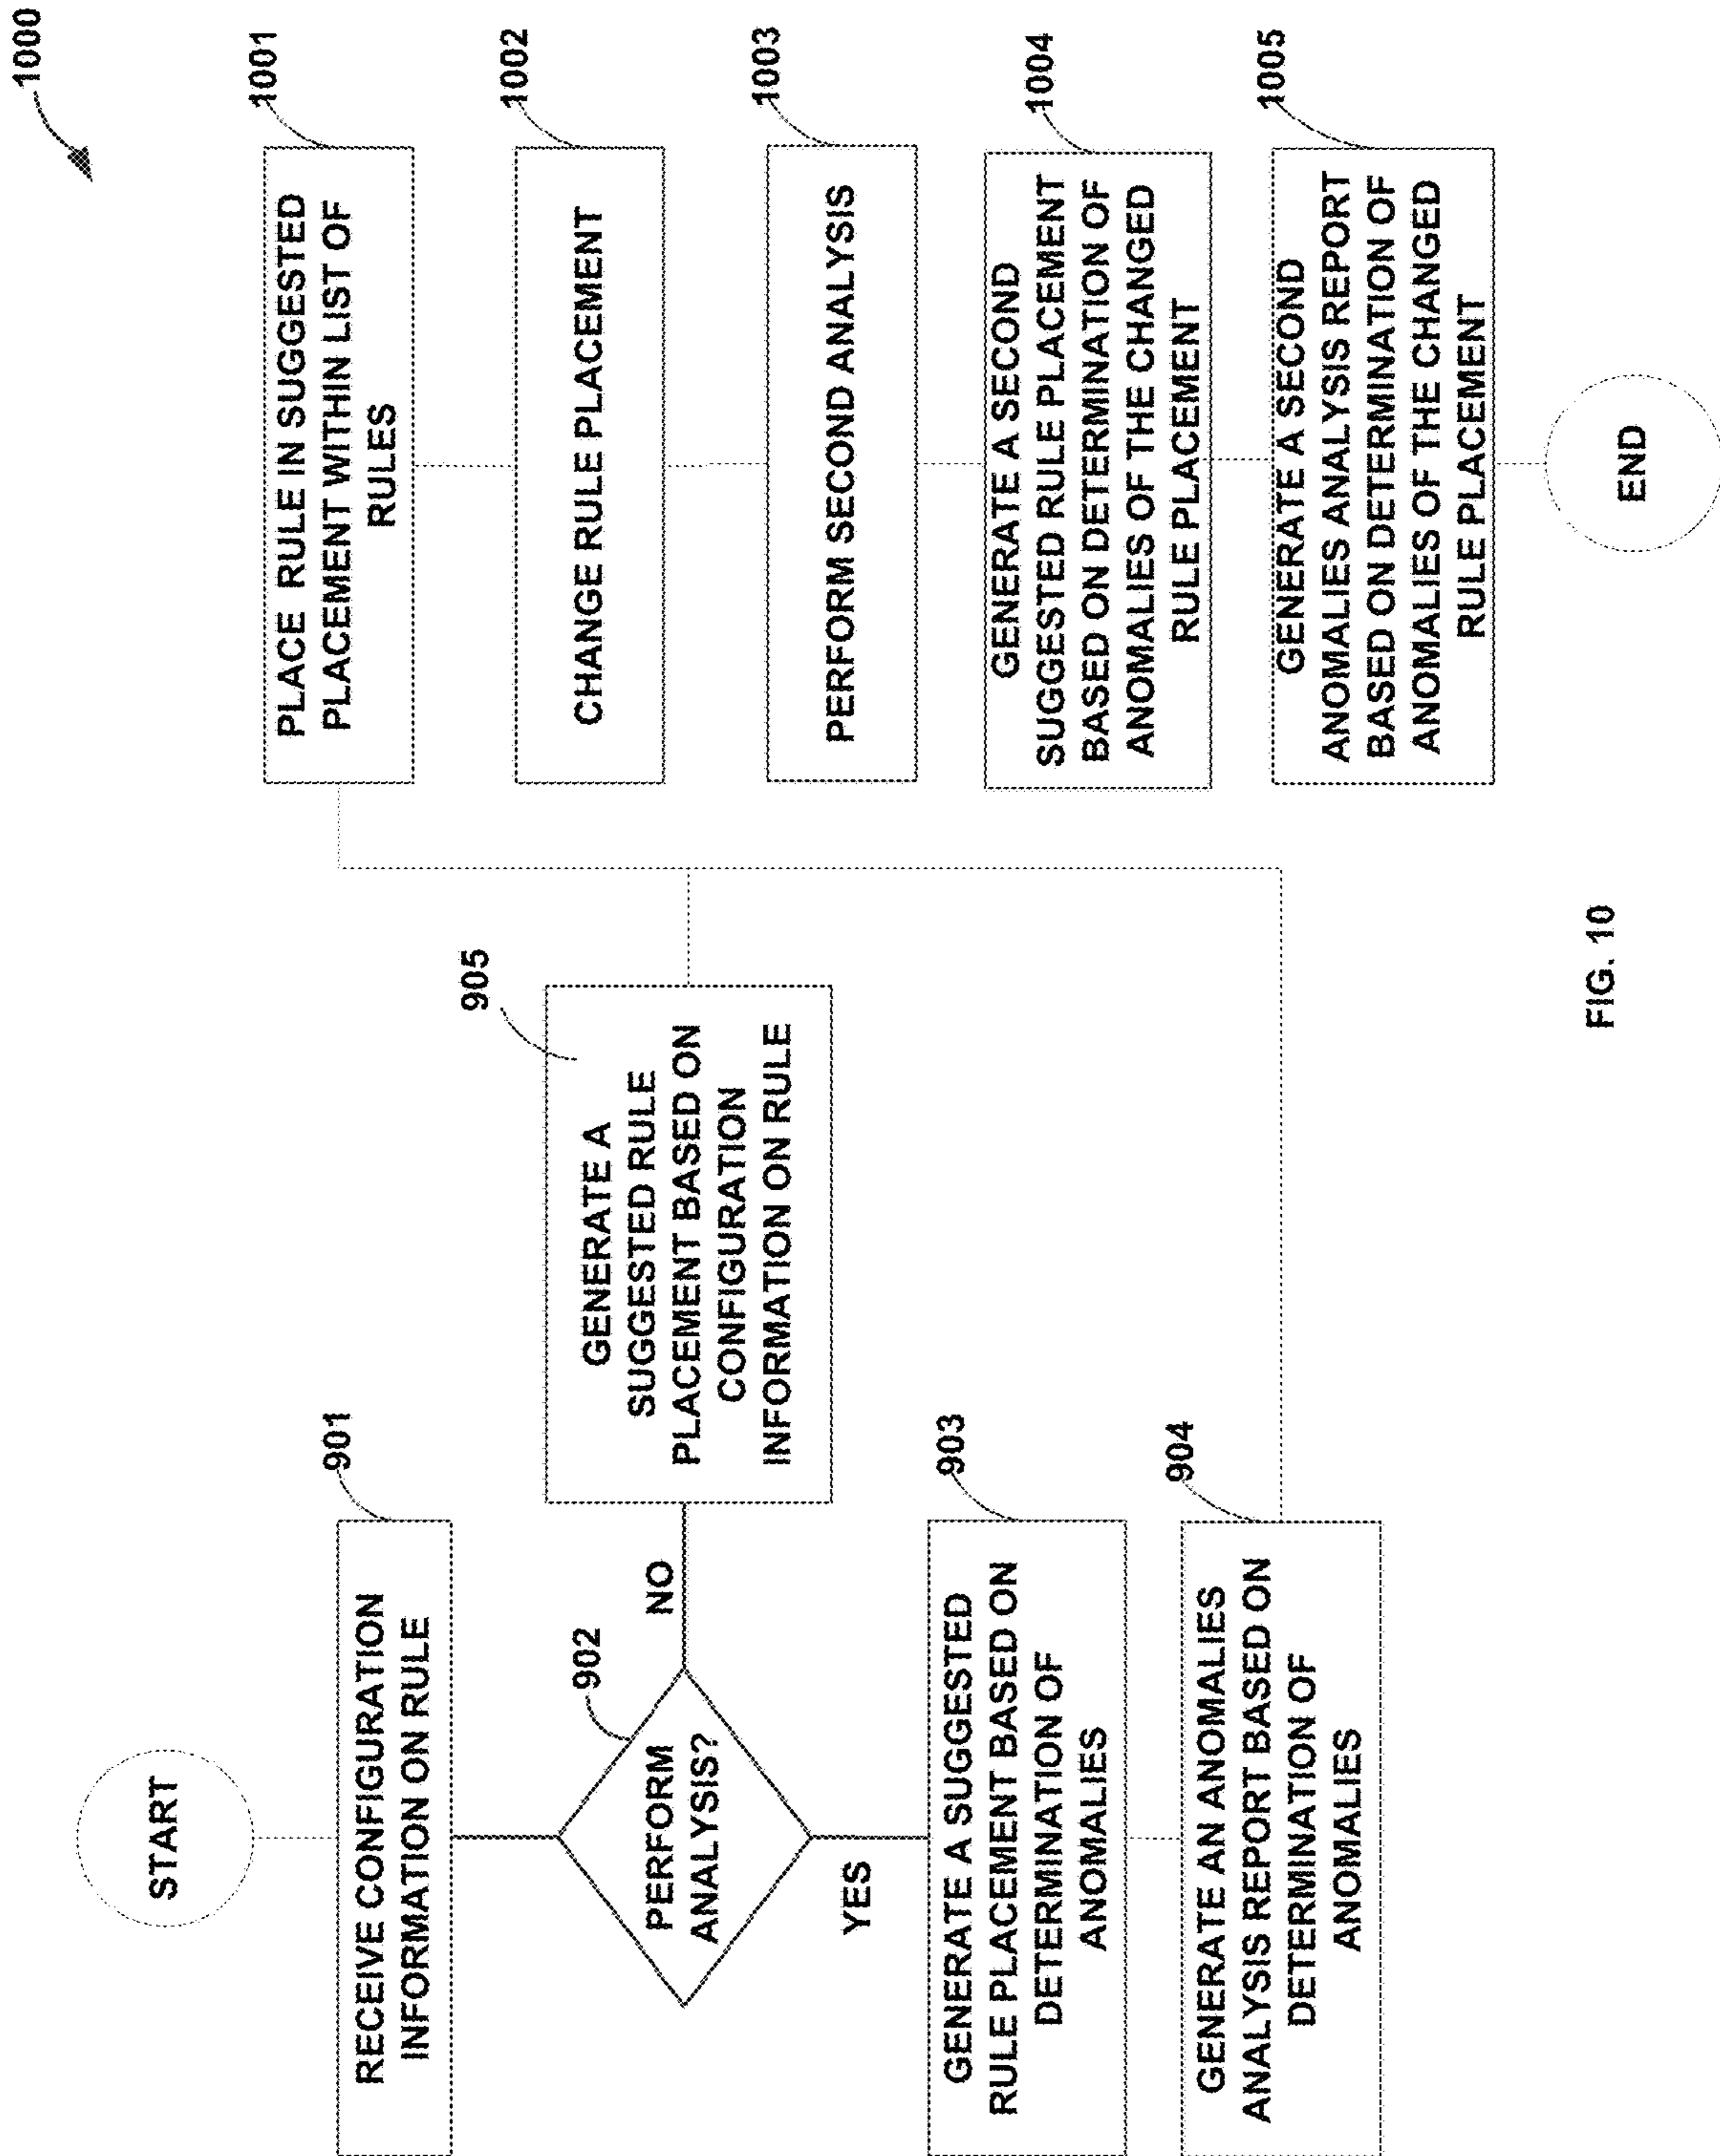 1000
START
901
RECEIVE CONFIGURATION
INFORMATION ON RULE
902
PERFORM
ANALYSIS?
NO
YES
905
GENERATE A
SUGGESTED RULE
PLACEMENT BASED ON
CONFIGURATION
INFORMATION ON RULE
903
GENERATE A SUGGESTED
RULE PLACEMENT BASED ON
DETERMINATION OF
ANOMALIES
904
GENERATE AN ANOMALIES
ANALYSIS REPORT BASED ON
DETERMINATION OF
ANOMALIES
1001
PLACE RULE IN SUGGESTED
PLACEMENT WITHIN LIST OF
RULES
1002
CHANGE RULE PLACEMENT
1003
PERFORM SECOND ANALYSIS
1004
GENERATE A SECOND
SUGGESTED RULE PLACEMENT
BASED ON DETERMINATION OF
ANOMALIES OF THE CHANGED
RULE PLACEMENT
1005
GENERATE A SECOND
ANOMALIES ANALYSIS REPORT
BASED ON DETERMINATION OF
ANOMALIES OF THE CHANGED
RULE PLACEMENT
END
FIG. 10